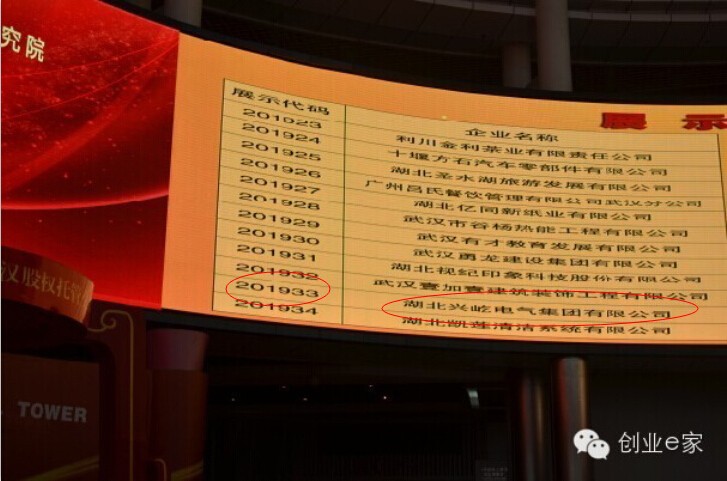 究院
展示
展示代码 企业名称
201923 利川金利茶业有限责任公司
201924 十堰方石汽车零部件有限公司
201925 湖北圣水湖旅游发展有限公司
201926 广州吕氏餐饮管理有限公司武汉分公司
201927 湖北亿同新纸业有限公司
201928 武汉市谷杨热能工程有限公司
201929 武汉有才教育发展有限公司
201930 武汉勇龙建设集团有限公司
201931 湖北视纪印象科技股份有限公司
201932 武汉壹加壹建筑装饰工程有限公司
201933 湖北兴屹电气集团有限公司
201934 湖北凯莲清洁系统有限公司
汉股权托管
TOWER
创业e家